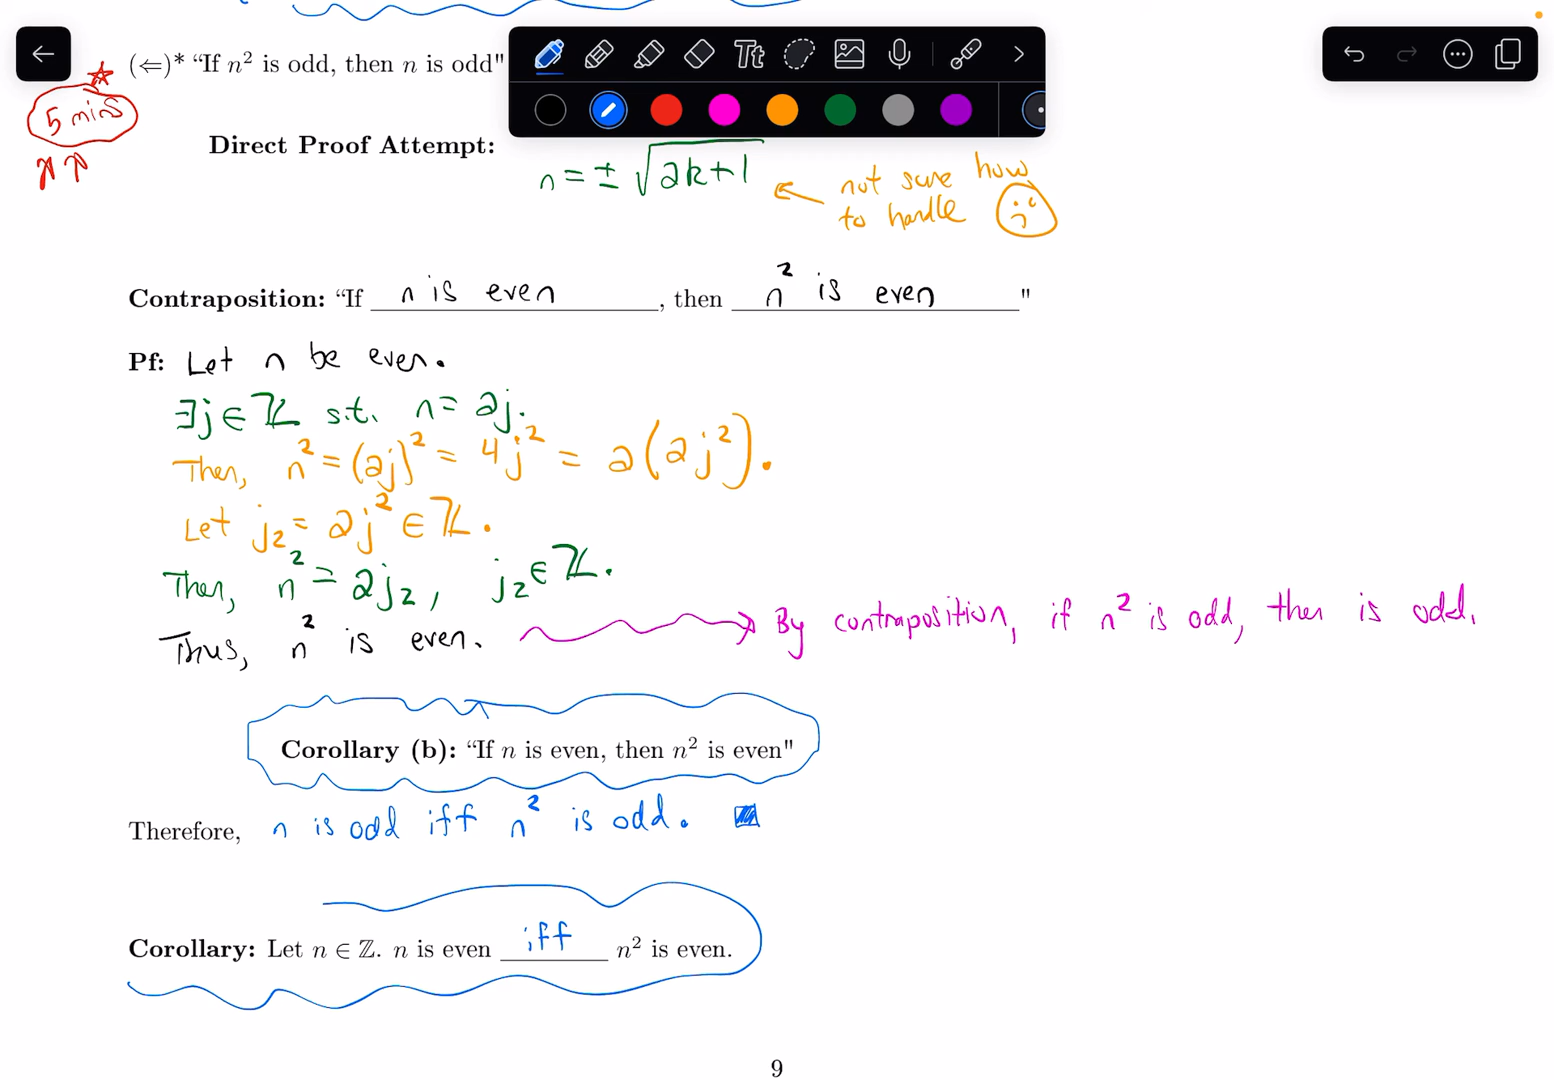 (⇐)* “If n² is odd, then n is odd"
5 mins
Tt
Direct Proof Attempt:
n = ± √2k+1
not sure how
to handle
Contraposition: “If n is even, then n² is even"
Pf: Let n be even.
∃j ∈ ℤ s.t. n = 2j.
Then, n² = (2j)² = 4j² = 2(2j²).
Let j₂ = 2j² ∈ ℤ.
Then, n² = 2j₂, j₂ ∈ ℤ.
Thus, n² is even.
By contraposition, if n² is odd, then is odd.
Corollary (b): “If n is even, then n² is even"
Therefore, n is odd iff n² is odd.
Corollary: Let n ∈ ℤ. n is even iff n² is even.
9